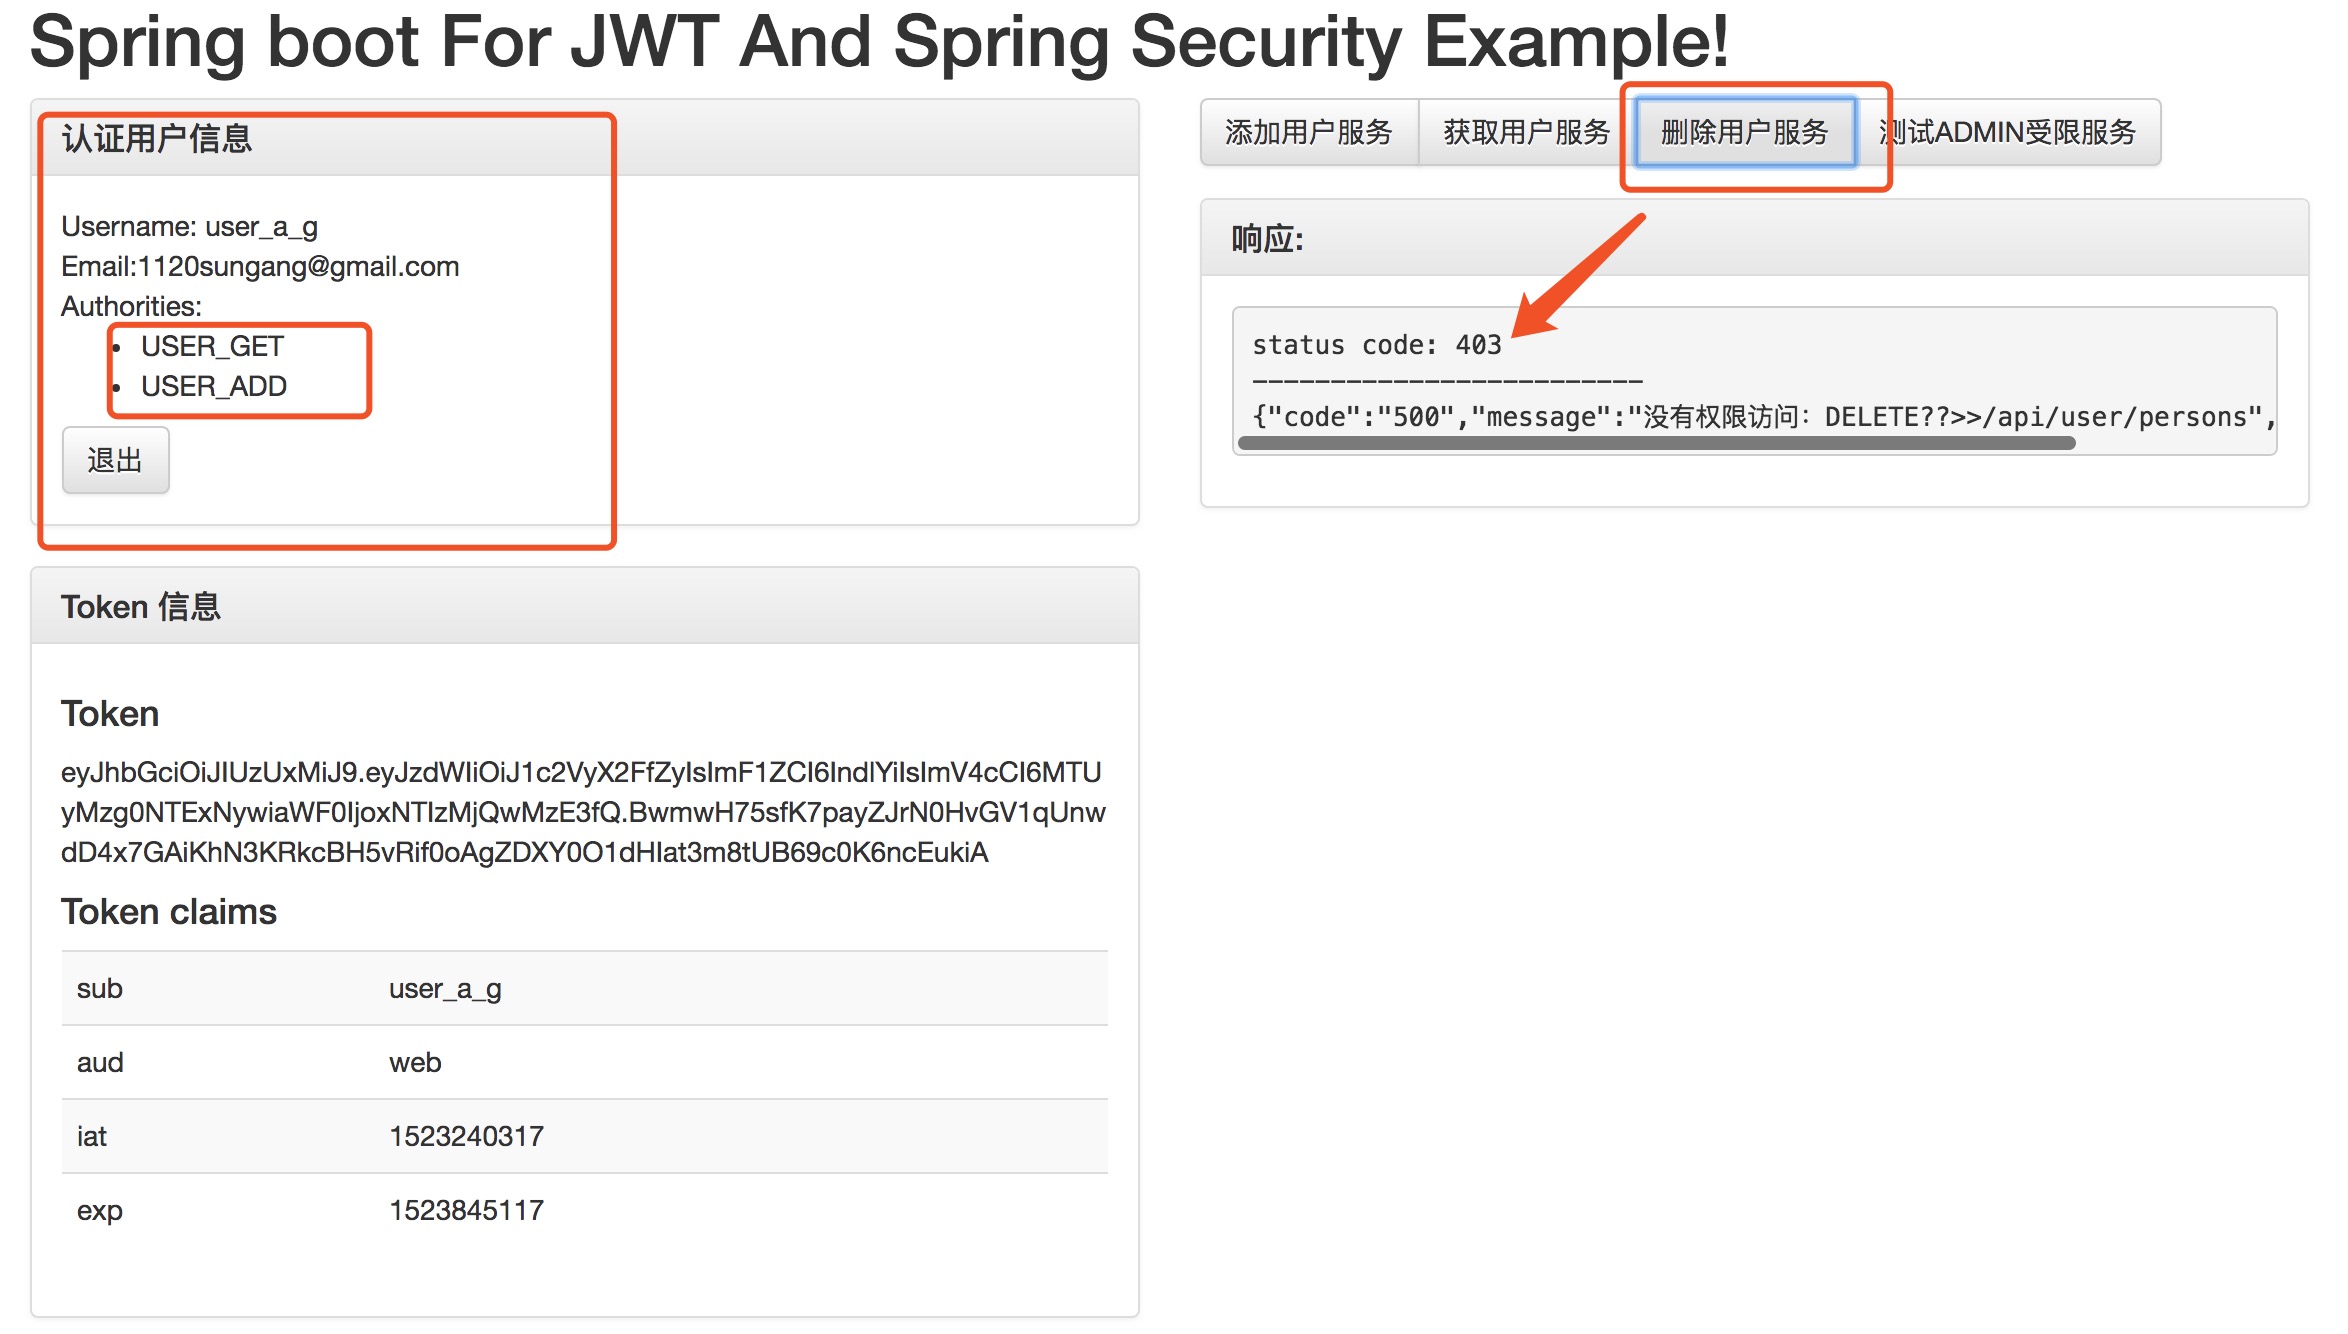 Spring boot For JWT And Spring Security Example!
认证用户信息
Username: user_a_g
Email:1120sungang@gmail.com
Authorities:
USER_GET
USER_ADD
退出
Token 信息
Token
eyJhbGciOiJIUzUxMiJ9.eyJzdWIiOiJ1c2VyX2FfZyIsImF1ZCI6IndlYiIsImV4cCI6MTU
yMzg0NTExNywiaWF0IjoxNTIzMjQwMzE3fQ.BwmwH75sfK7payZJrN0HvGV1qUnw
dD4x7GAiKhN3KRkcBH5vRif0oAgZDXY0O1dHIat3m8tUB69c0K6ncEukiA
Token claims
sub user_a_g
aud web
iat 1523240317
exp 1523845117
添加用户服务 获取用户服务 删除用户服务 测试ADMIN受限服务
响应:
status code: 403
-------------------------
{"code":"500","message":"没有权限访问：DELETE??>>/api/user/persons",